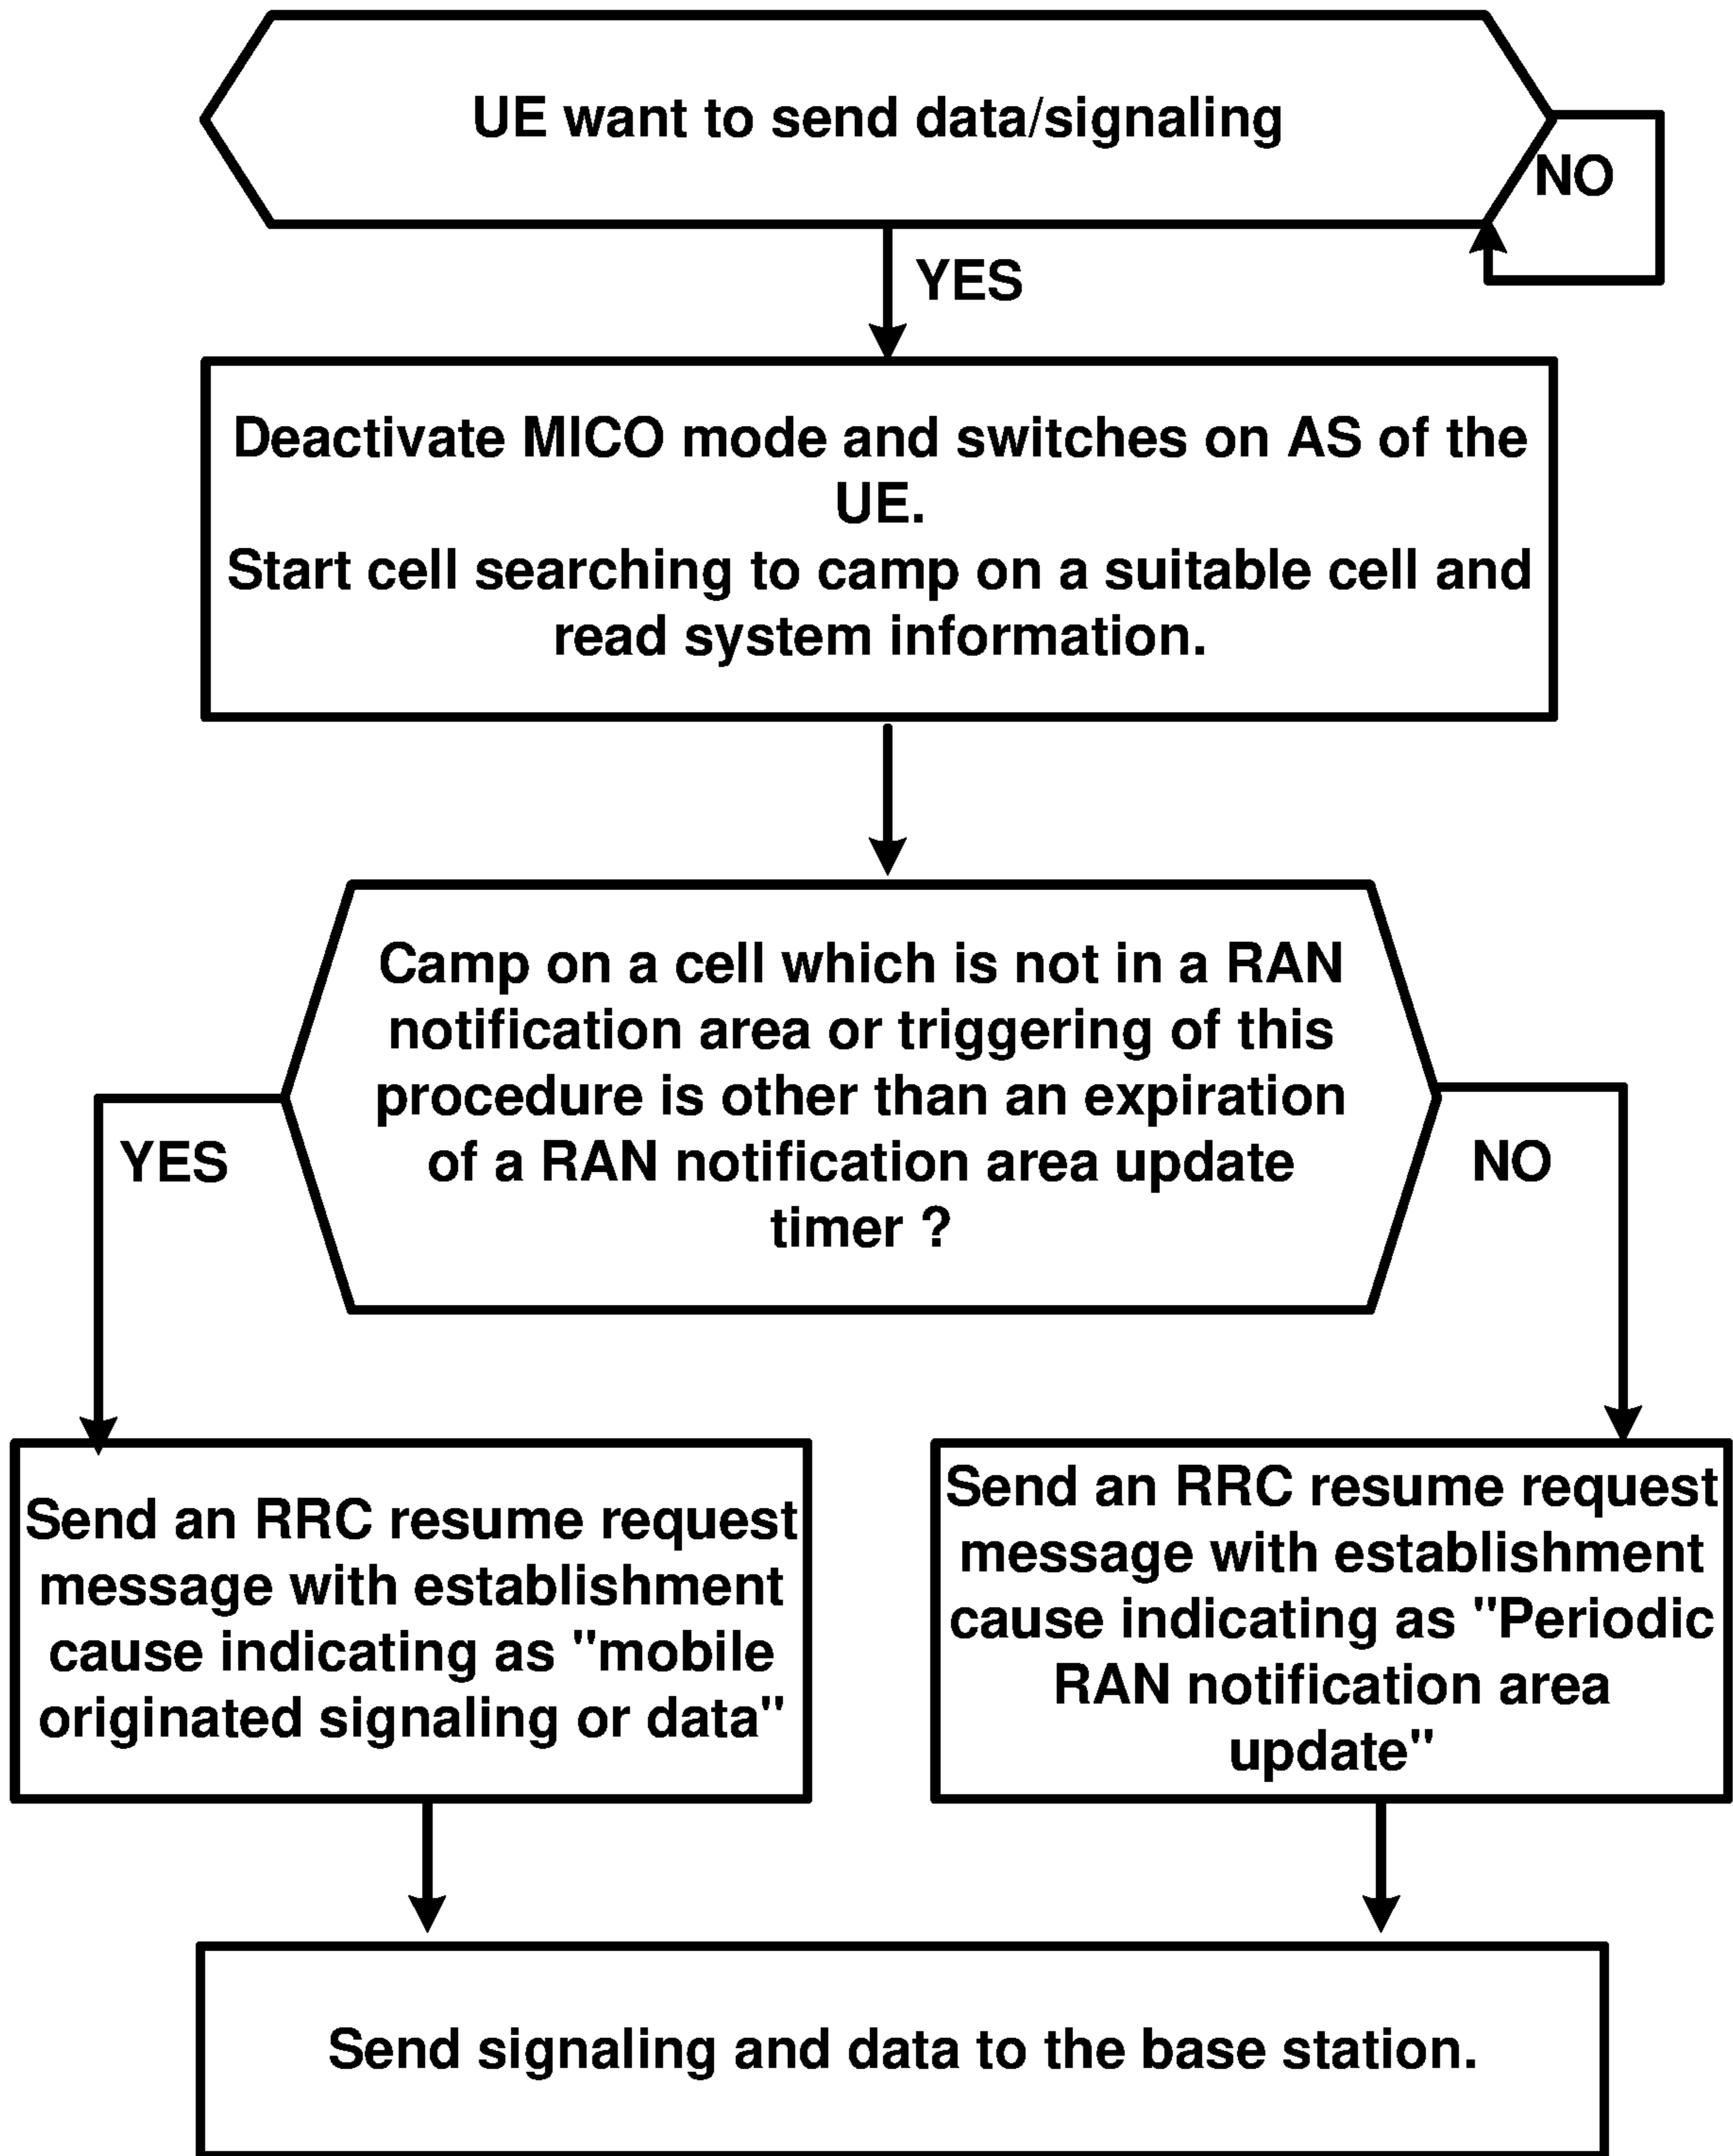 UE want to send data/signaling
NO
YES
Deactivate MICO mode and switches on AS of the
UE.
Start cell searching to camp on a suitable cell and
read system information.
Camp on a cell which is not in a RAN
notification area or triggering of this
procedure is other than an expiration
of a RAN notification area update
timer ?
YES
NO
Send an RRC resume request
message with establishment
cause indicating as "mobile
originated signaling or data"
Send an RRC resume request
message with establishment
cause indicating as "Periodic
RAN notification area
update"
Send signaling and data to the base station.